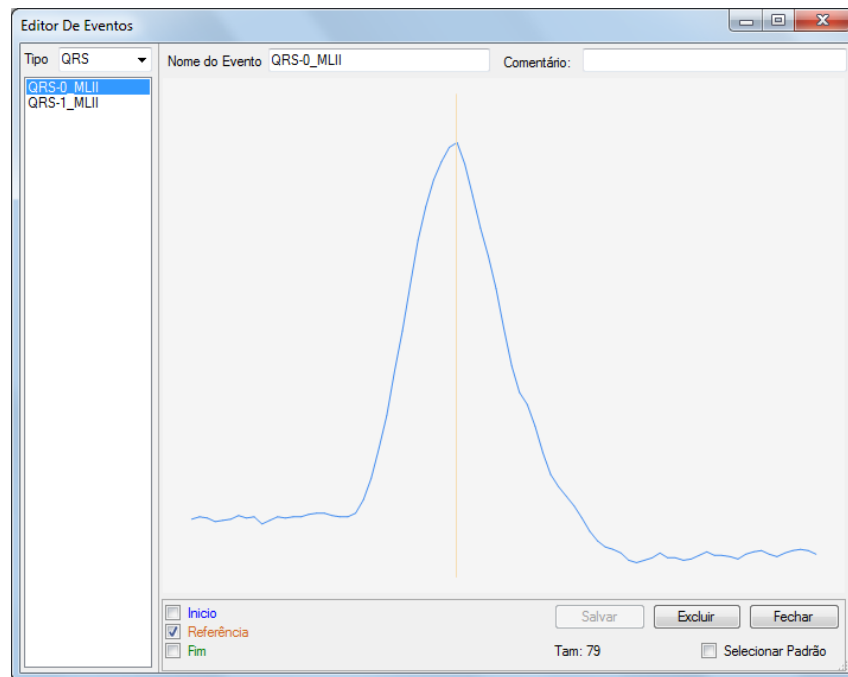 Editor De Eventos
Tipo QRS Nome do Evento QRS-0_MLII Comentário:
QRS-0_MLII
QRS-1_MLII
Inicio
Referência
Fim
Salvar Excluir Fechar
Tam: 79 Selecionar Padrão